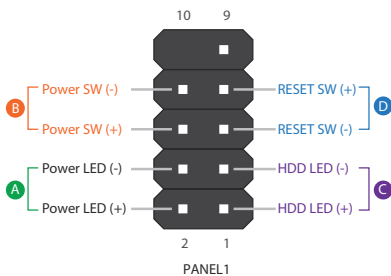 10 9
Power SW (-) RESET SW (+)
B D
Power SW (+) RESET SW (-)
Power LED (-) HDD LED (-)
A C
Power LED (+) HDD LED (+)
2 1
PANEL1